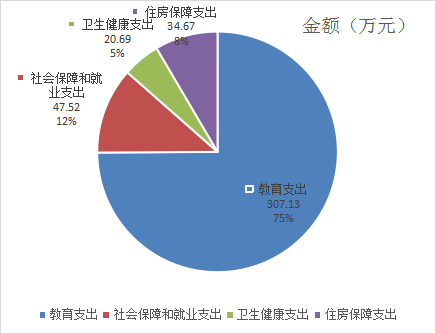 金额（万元）
住房保障支出
34.67
8%
卫生健康支出
20.69
5%
社会保障和就
业支出
47.52
12%
教育支出
307.13
75%
教育支出 社会保障和就业支出 卫生健康支出 住房保障支出